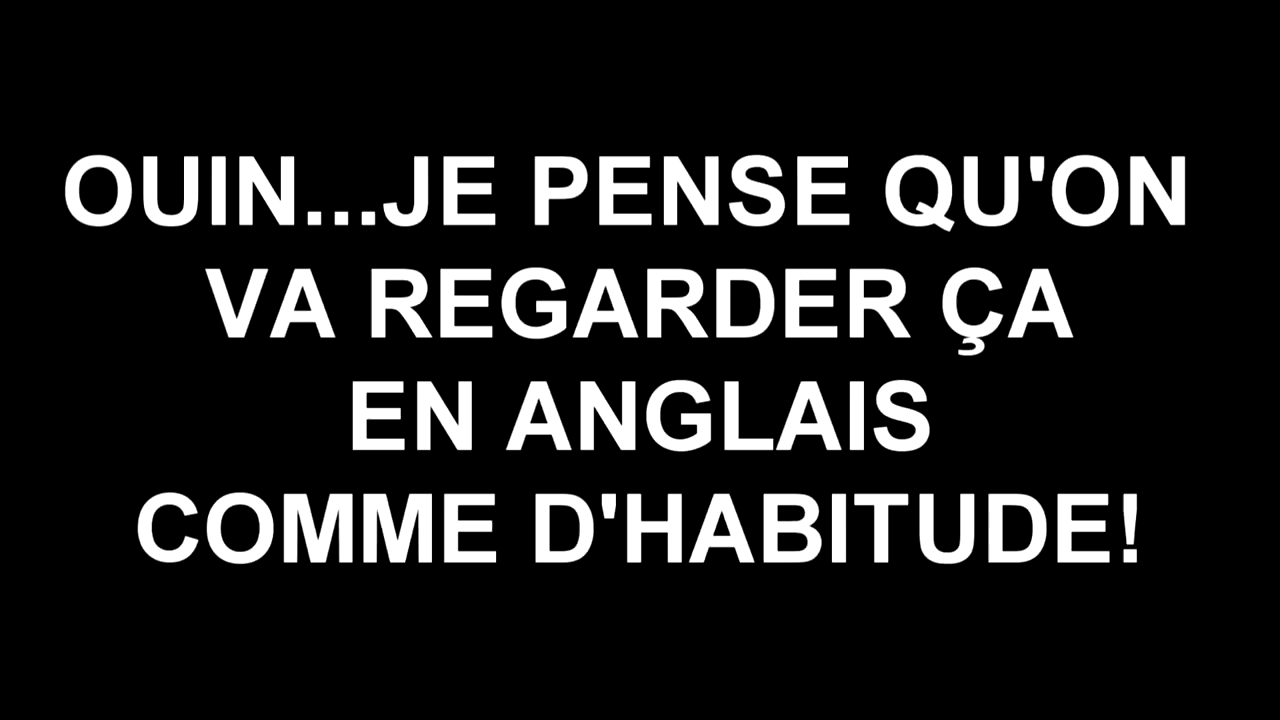 OUIN...JE PENSE QU'ON
VA REGARDER ÇA
EN ANGLAIS
COMME D'HABITUDE!